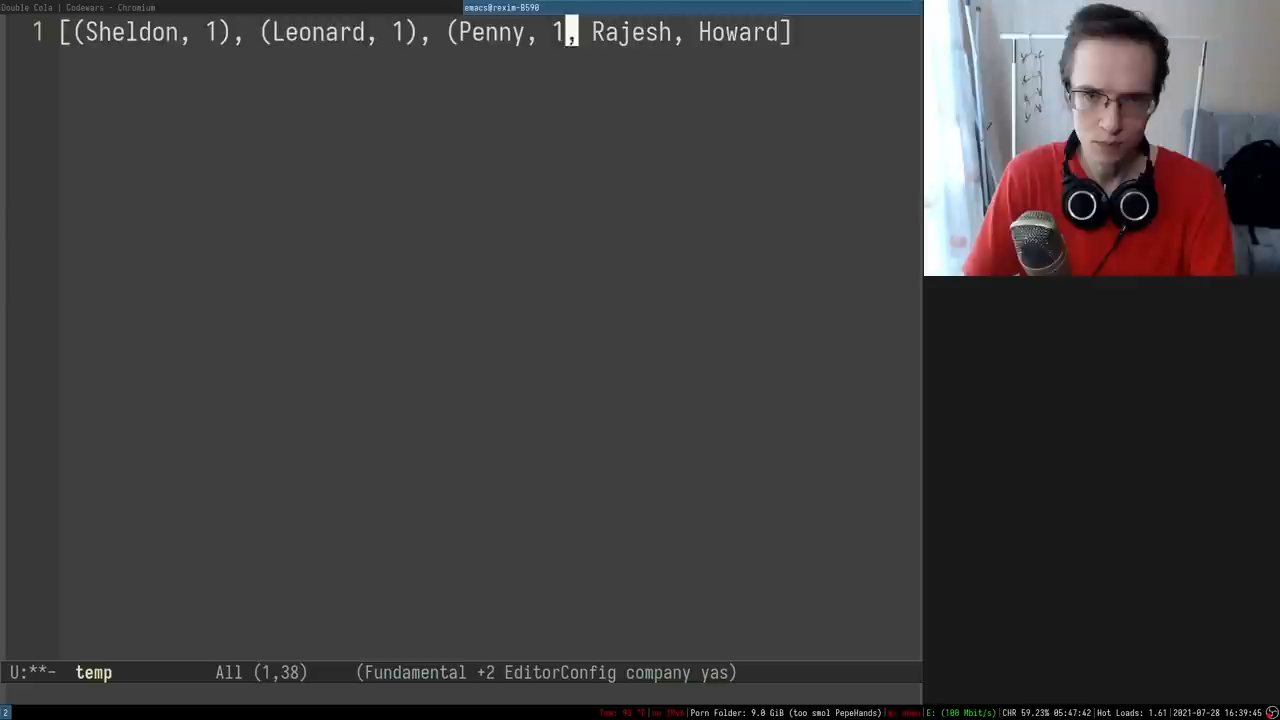 Double Cola | Codewars - Chromium
emacs@rexim-B590
1 [(Sheldon, 1), (Leonard, 1), (Penny, 1, Rajesh, Howard]
U:**- temp All (1,38) (Fundamental +2 EditorConfig company yas)
2
Porn Folder: 9.0 GiB (too smol PepeHands)
E: (100 Mbit/s) CHR 59.23% 05:47:42 Hot Loads: 1.61 2021-07-28 16:39:45